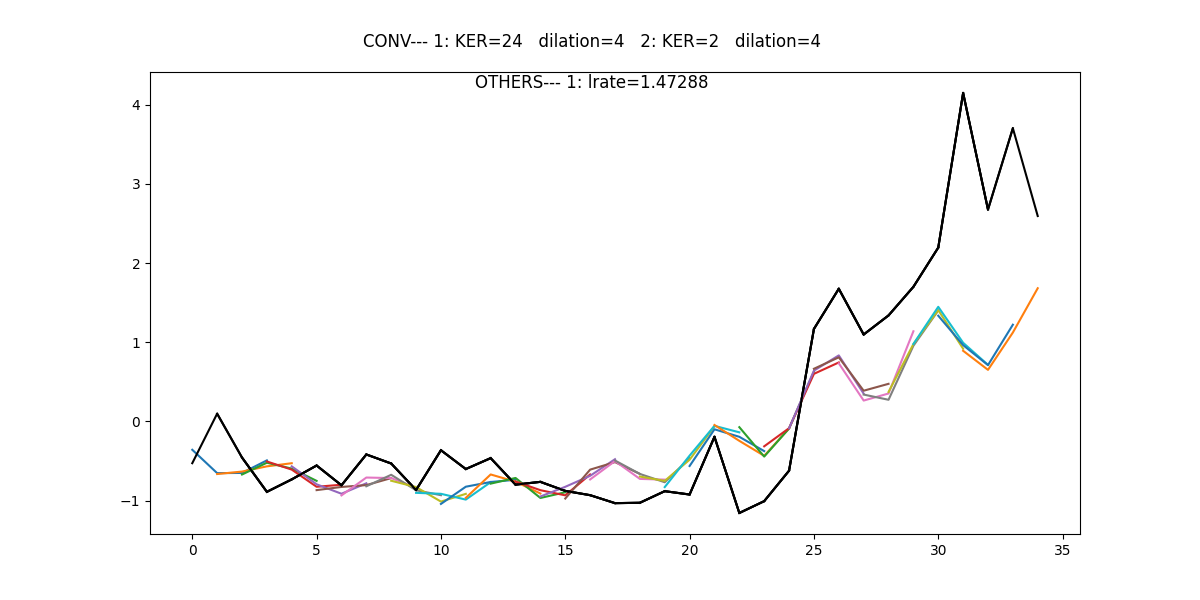 CONV--- 1: KER=24 dilation=4 2: KER=2 dilation=4
OTHERS--- 1: lrate=1.47288
4
3
2
1
0
−1
0 5 10 15 20 25 30 35